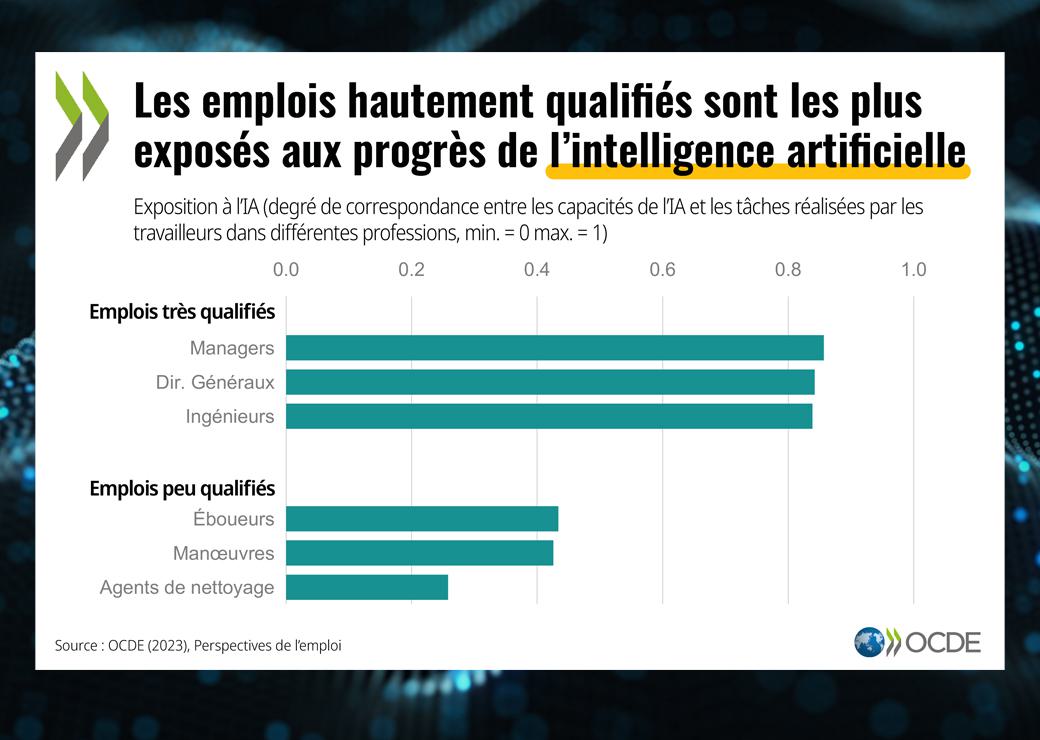 Les emplois hautement qualifiés sont les plus
exposés aux progrès de l’intelligence artificielle
Exposition à l’IA (degré de correspondance entre les capacités de l’IA et les tâches réalisées par les
travailleurs dans différentes professions, min. = 0 max. = 1)
0.0 0.2 0.4 0.6 0.8 1.0
Emplois très qualifiés
Managers
Dir. Généraux
Ingénieurs
Emplois peu qualifiés
Éboueurs
Manœuvres
Agents de nettoyage
Source : OCDE (2023), Perspectives de l’emploi
OCDE